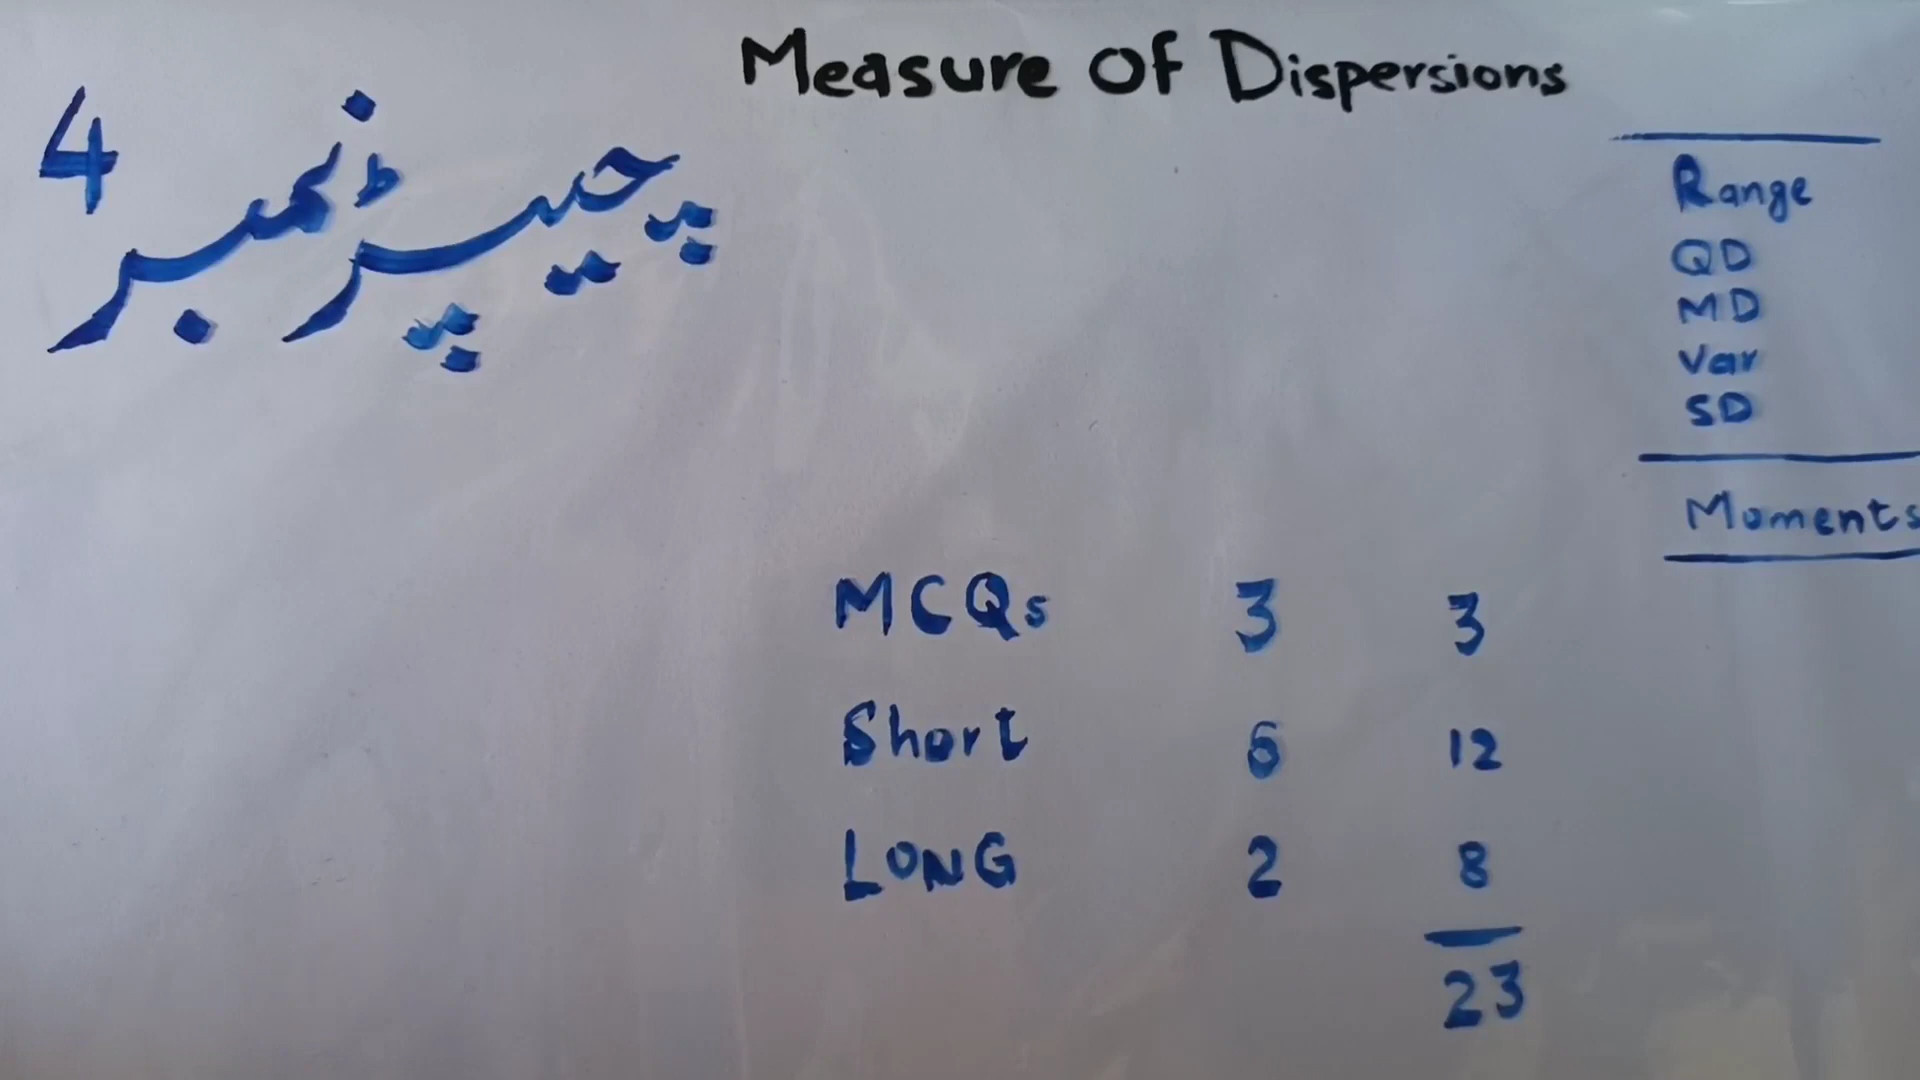 Measure Of Dispersions
چیپٹر نمبر 4
Range
QD
MD
Var
SD
Moments
MCQs 3 3
Short 6 12
LONG 2 8
23